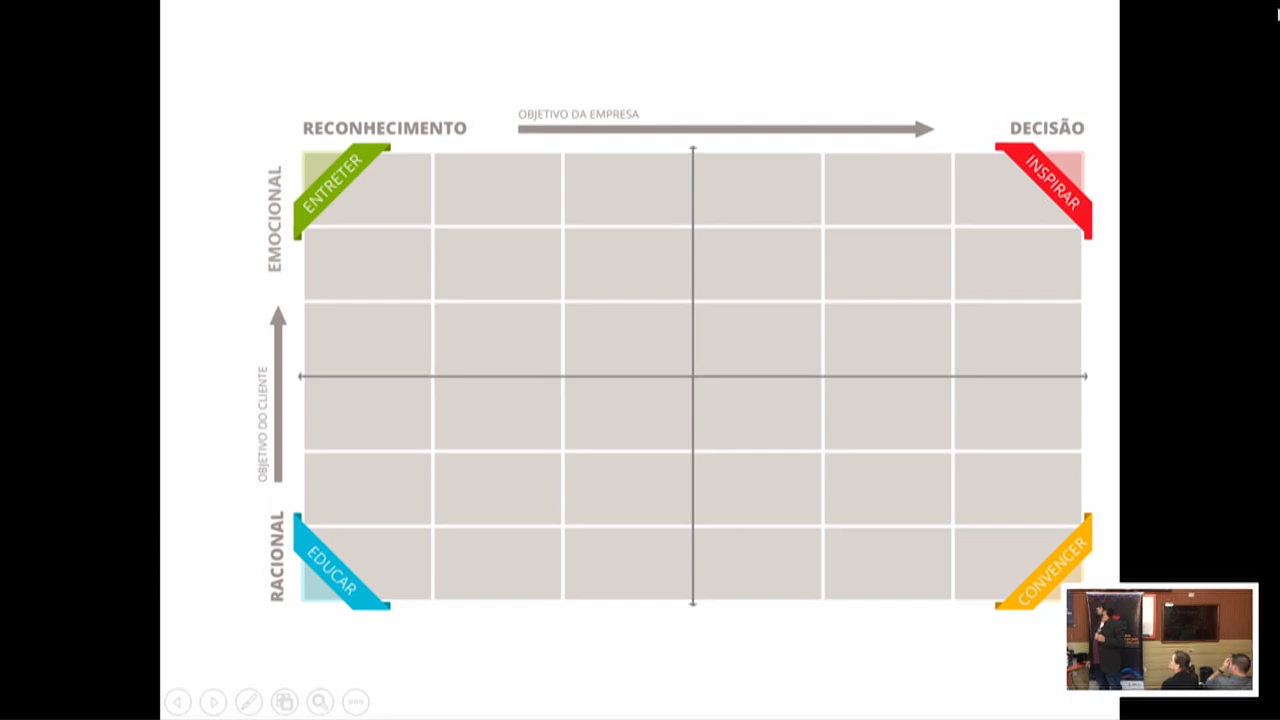 OBJETIVO DA EMPRESA
RECONHECIMENTO
DECISÃO
EMOCIONAL
ENTRETER
INSPIRAR
OBJETIVO DO CLIENTE
RACIONAL
EDUCAR
CONVENCER